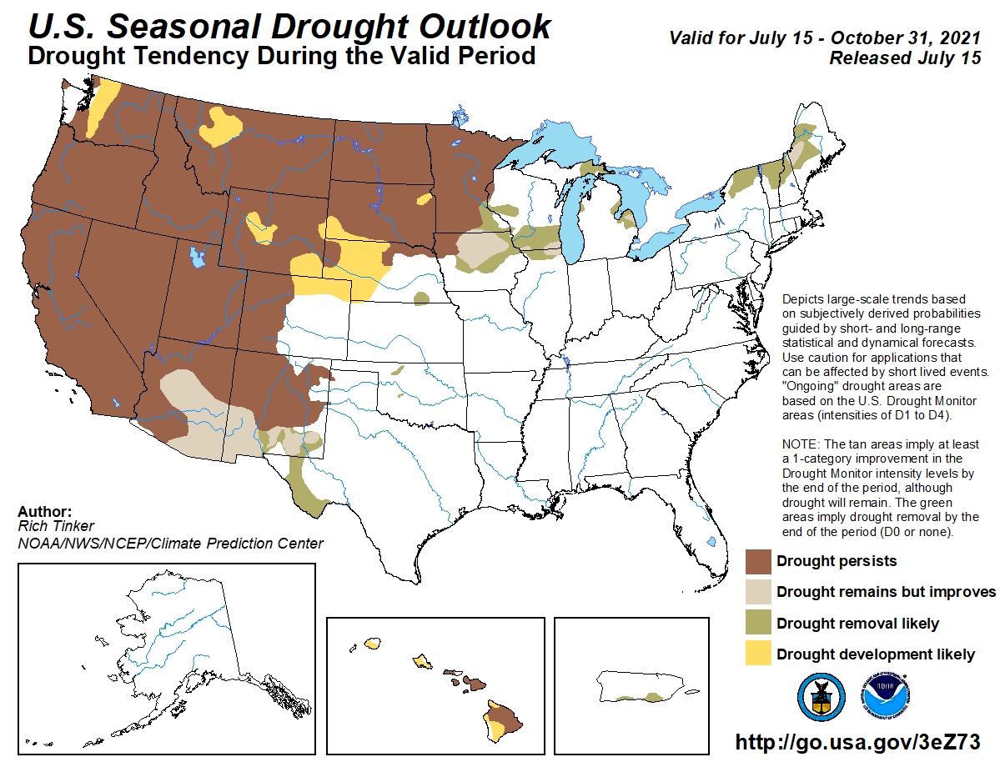 U.S. Seasonal Drought Outlook
Drought Tendency During the Valid Period
Valid for July 15 - October 31, 2021
Released July 15
Depicts large-scale trends based
on subjectively derived probabilities
guided by short- and long-range
statistical and dynamical forecasts.
Use caution for applications that
can be affected by short lived events.
"Ongoing" drought areas are
based on the U.S. Drought Monitor
areas (intensities of D1 to D4).
NOTE: The tan areas imply at least
a 1-category improvement in the
Drought Monitor intensity levels by
the end of the period, although
drought will remain. The green
areas imply drought removal by the
end of the period (D0 or none).
Author:
Rich Tinker
NOAA/NWS/NCEP/Climate Prediction Center
Drought persists
Drought remains but improves
Drought removal likely
Drought development likely
http://go.usa.gov/3eZ73